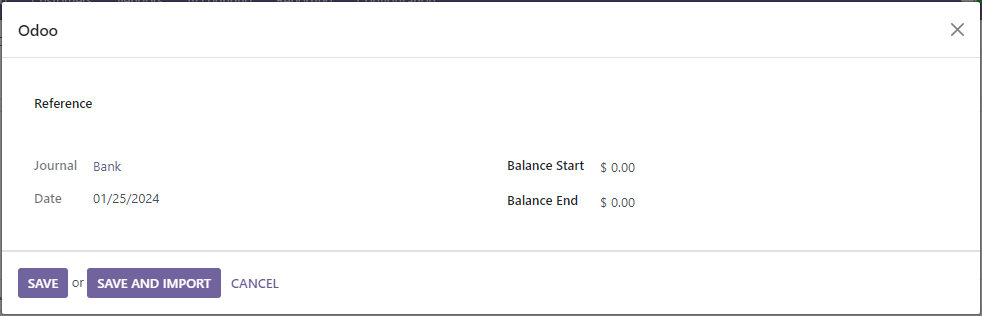 Odoo
Reference
Journal Bank
Balance Start $ 0.00
Date 01/25/2024
Balance End $ 0.00
SAVE or SAVE AND IMPORT CANCEL